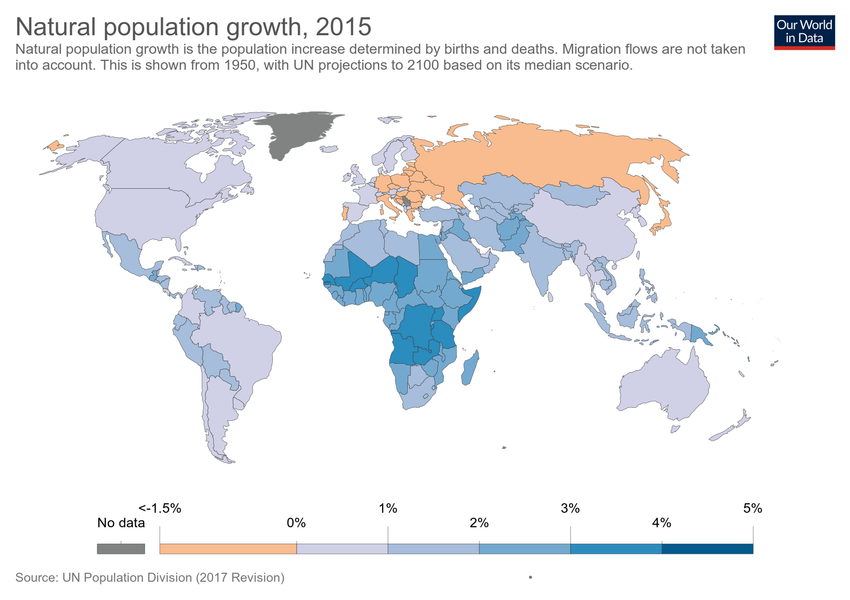 Natural population growth, 2015
Our World
in Data
Natural population growth is the population increase determined by births and deaths. Migration flows are not taken
into account. This is shown from 1950, with UN projections to 2100 based on its median scenario.
<-1.5% 1% 3% 5%
No data 0% 2% 4%
Source: UN Population Division (2017 Revision)